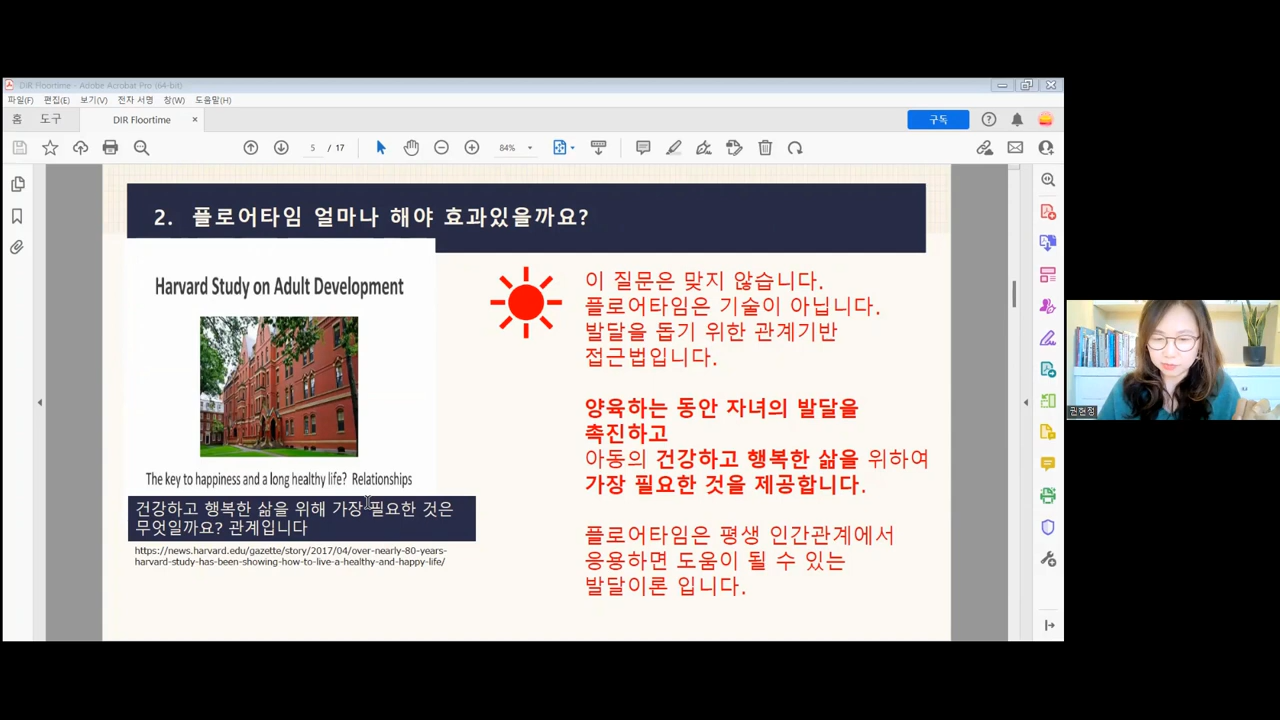 DIR Floortime - Adobe Acrobat Pro (64-bit)
파일(F) 편집(E) 보기(V) 전자 서명 창(W) 도움말(H)
홈 도구 DIR Floortime × 구독
5 / 17 84%
2. 플로어타임 얼마나 해야 효과있을까요?
Harvard Study on Adult Development
The key to happiness and a long healthy life? Relationships
건강하고 행복한 삶을 위해 가장 필요한 것은
무엇일까요? 관계입니다
https://news.harvard.edu/gazette/story/2017/04/over-nearly-80-years-
harvard-study-has-been-showing-how-to-live-a-healthy-and-happy-life/
이 질문은 맞지 않습니다.
플로어타임은 기술이 아닙니다.
발달을 돕기 위한 관계기반
접근법입니다.
양육하는 동안 자녀의 발달을
촉진하고
아동의 건강하고 행복한 삶을 위하여
가장 필요한 것을 제공합니다.
플로어타임은 평생 인간관계에서
응용하면 도움이 될 수 있는
발달이론 입니다.
권현정